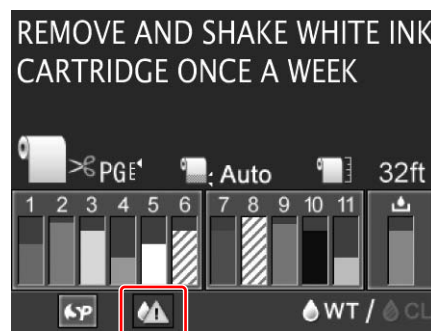 REMOVE AND SHAKE WHITE INK
CARTRIDGE ONCE A WEEK
PGE : Auto 32ft
1 2 3 4 5 6 7 8 9 10 11
P WT / CL